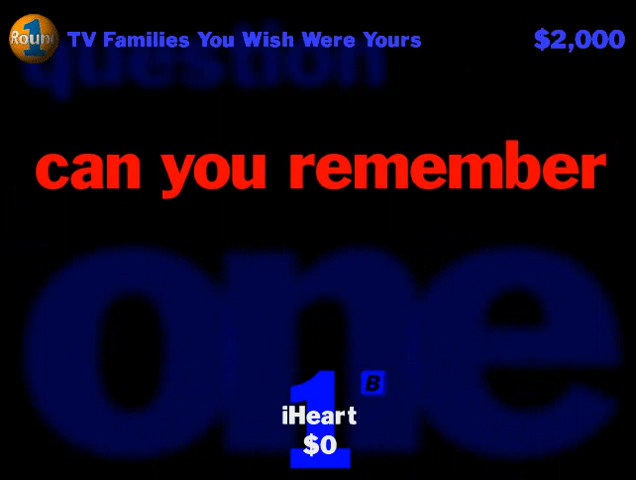 Round 1 TV Families You Wish Were Yours $2,000
question
can you remember
one
1 B
iHeart
$0